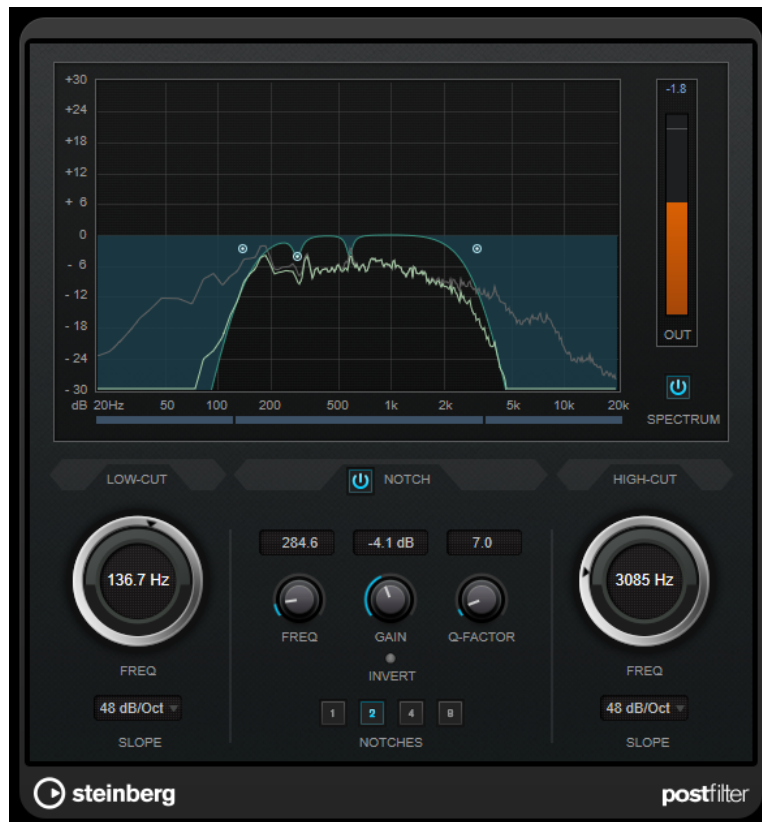 +30
-1.8
+24
+18
+12
+ 6
0
- 6
- 12
- 18
OUT
- 24
- 30
dB 20Hz 50 100 200 500 1k 2k 5k 10k 20k
SPECTRUM
LOW-CUT NOTCH HIGH-CUT
284.6 -4.1 dB 7.0
136.7 Hz 3085 Hz
FREQ GAIN Q-FACTOR
FREQ INVERT FREQ
48 dB/Oct 1 2 4 8 48 dB/Oct
SLOPE NOTCHES SLOPE
steinberg postfilter